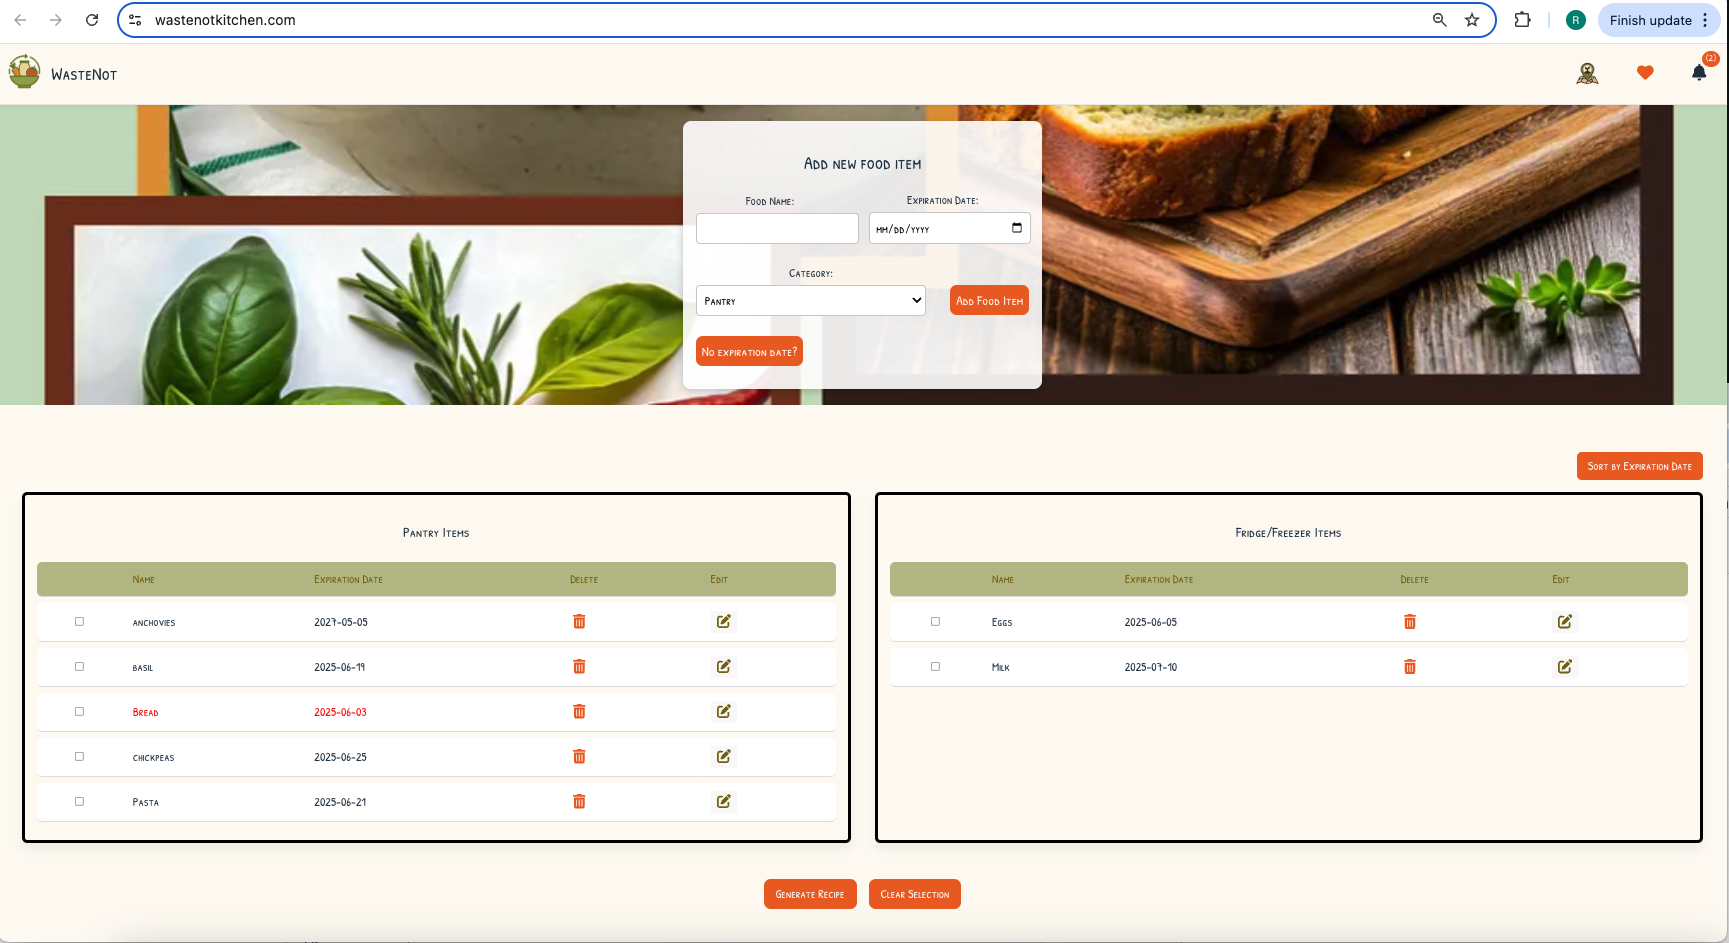 wastenotkitchen.com
R
Finish update
WasteNot
(2)
Add new food item
Food Name: Expiration Date:
mm/dd/yyyy
Category:
Pantry
Add Food Item
No expiration date?
Sort by Expiration Date
Pantry Items
Name Expiration Date Delete Edit
anchovies 2027-05-05
basil 2025-06-19
Bread 2025-06-03
chickpeas 2025-06-25
Pasta 2025-06-21
Fridge/Freezer Items
Name Expiration Date Delete Edit
Eggs 2025-06-05
Milk 2025-07-10
Generate Recipe Clear Selection